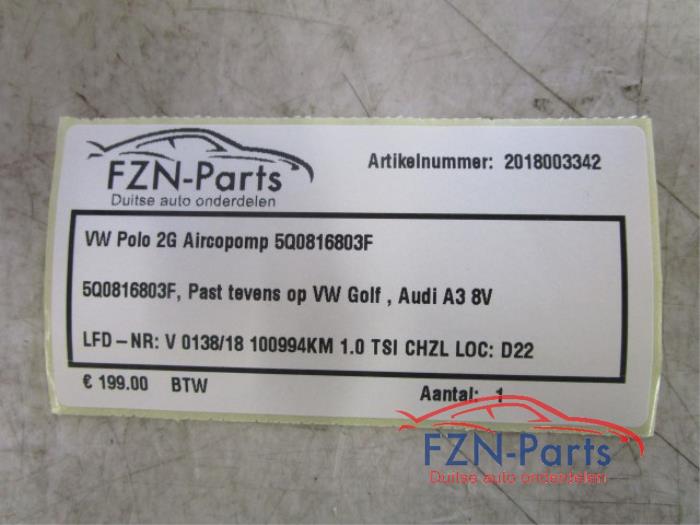 FZN-Parts
Duitse auto onderdelen
Artikelnummer: 2018003342
VW Polo 2G Aircopomp 5Q0816803F
5Q0816803F, Past tevens op VW Golf , Audi A3 8V
LFD-NR: V 0138/18 100994KM 1.0 TSI CHZL LOC: D22
€ 199.00 BTW
Aantal: 1
FZN-Parts
Duitse auto onderdelen